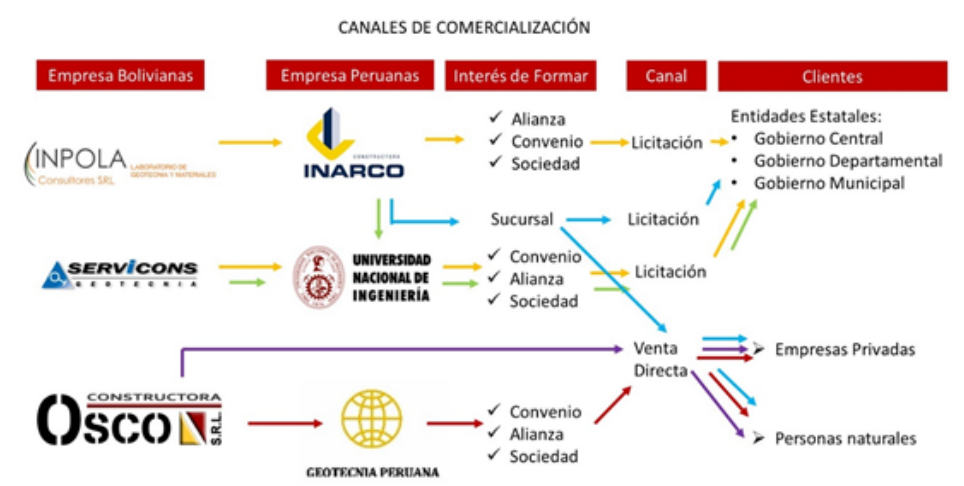 CANALES DE COMERCIALIZACIÓN
Empresa Bolivianas
Empresa Peruanas
Interés de Formar
Canal
Clientes
INPOLA
Consultores SRL
LABORATORIO DE
GEOTECNIA Y MATERIALES
CONSTRUCTORA
INARCO
✓ Alianza
✓ Convenio
✓ Sociedad
Licitación
Entidades Estatales:
• Gobierno Central
• Gobierno Departamental
• Gobierno Municipal
Sucursal
Licitación
SERVICONS
GEOTECNIA
UNIVERSIDAD
NACIONAL DE
INGENIERÍA
✓ Convenio
✓ Alianza
✓ Sociedad
Licitación
Venta
Directa
➢ Empresas Privadas
CONSTRUCTORA
OSCO
S.R.L.
GEOTECNIA PERUANA
✓ Convenio
✓ Alianza
✓ Sociedad
➢ Personas naturales